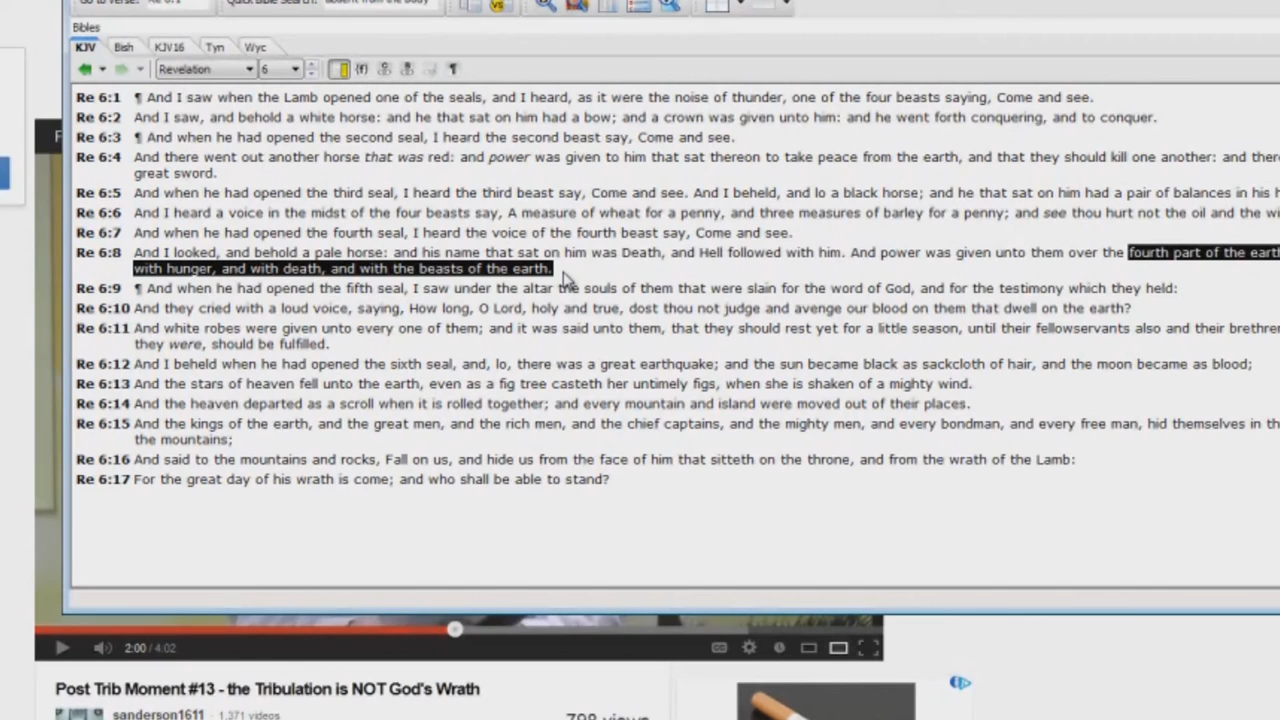 Bibles
KJV Bish KJV16 Tyn Wyc
Revelation 6
Re 6:1 ¶ And I saw when the Lamb opened one of the seals, and I heard, as it were the noise of thunder, one of the four beasts saying, Come and see.
Re 6:2 And I saw, and behold a white horse: and he that sat on him had a bow; and a crown was given unto him: and he went forth conquering, and to conquer.
Re 6:3 ¶ And when he had opened the second seal, I heard the second beast say, Come and see.
Re 6:4 And there went out another horse that was red: and power was given to him that sat thereon to take peace from the earth, and that they should kill one another: and there
great sword.
Re 6:5 And when he had opened the third seal, I heard the third beast say, Come and see. And I beheld, and lo a black horse; and he that sat on him had a pair of balances in his
Re 6:6 And I heard a voice in the midst of the four beasts say, A measure of wheat for a penny, and three measures of barley for a penny; and see thou hurt not the oil and the
Re 6:7 And when he had opened the fourth seal, I heard the voice of the fourth beast say, Come and see.
Re 6:8 And I looked, and behold a pale horse: and his name that sat on him was Death, and Hell followed with him. And power was given unto them over the fourth part of the earth
with hunger, and with death, and with the beasts of the earth.
Re 6:9 ¶ And when he had opened the fifth seal, I saw under the altar the souls of them that were slain for the word of God, and for the testimony which they held:
Re 6:10 And they cried with a loud voice, saying, How long, O Lord, holy and true, dost thou not judge and avenge our blood on them that dwell on the earth?
Re 6:11 And white robes were given unto every one of them; and it was said unto them, that they should rest yet for a little season, until their fellowservants also and their
they were, should be fulfilled.
Re 6:12 And I beheld when he had opened the sixth seal, and, lo, there was a great earthquake; and the sun became black as sackcloth of hair, and the moon became as blood;
Re 6:13 And the stars of heaven fell unto the earth, even as a fig tree casteth her untimely figs, when she is shaken of a mighty wind.
Re 6:14 And the heaven departed as a scroll when it is rolled together; and every mountain and island were moved out of their places.
Re 6:15 And the kings of the earth, and the great men, and the rich men, and the chief captains, and the mighty men, and every bondman, and every free man, hid themselves in
the mountains;
Re 6:16 And said to the mountains and rocks, Fall on us, and hide us from the face of him that sitteth on the throne, and from the wrath of the Lamb:
Re 6:17 For the great day of his wrath is come; and who shall be able to stand?
2:00 / 4:02
Post Trib Moment #13 - the Tribulation is NOT God's Wrath
sanderson1611 · 1,371 videos
798 views